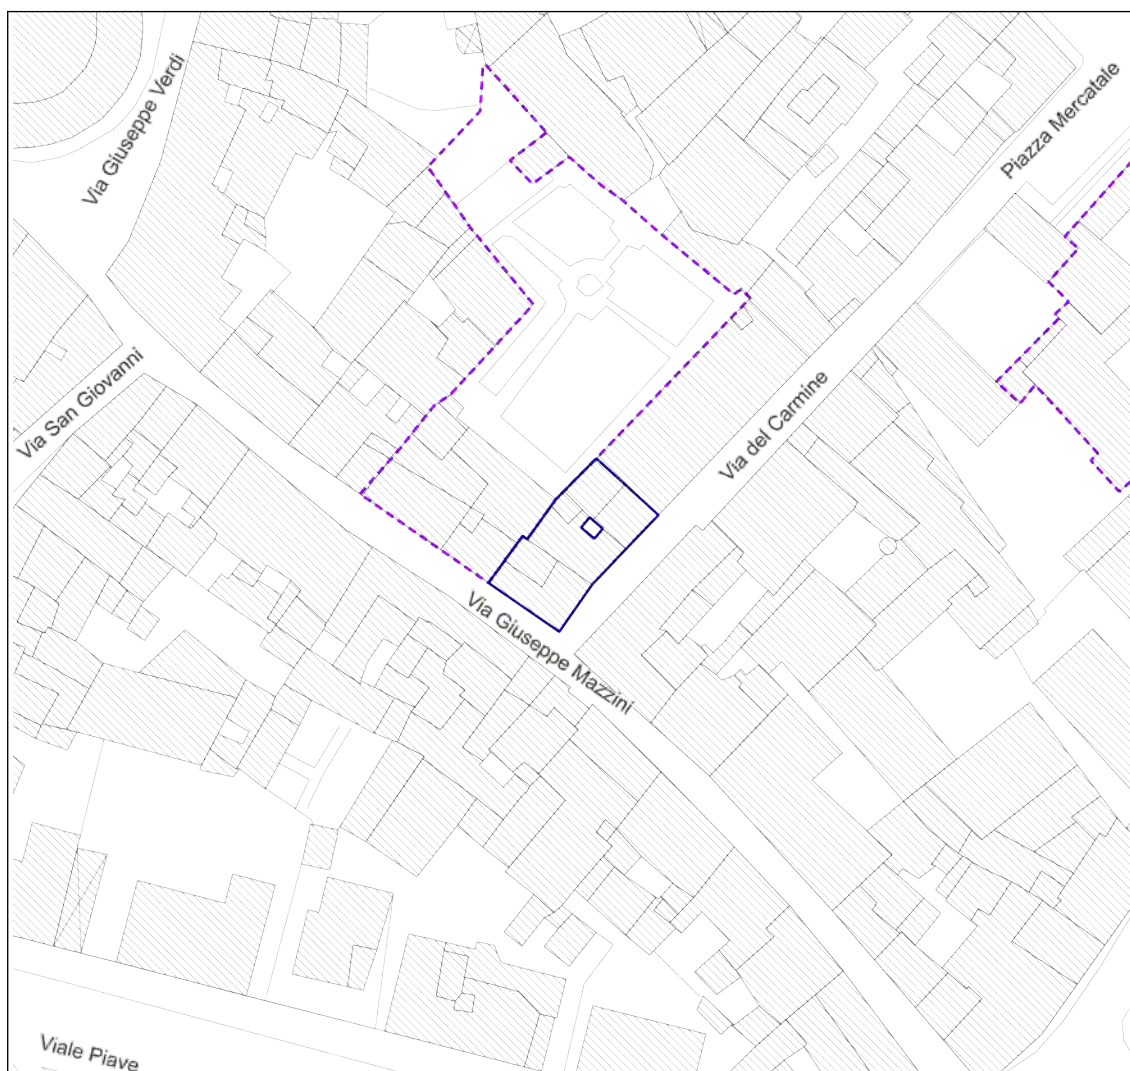 Via Giuseppe Verdi
Piazza Mercatale
Via San Giovanni
Via del Carmine
Via Giuseppe Mazzini
Viale Piave